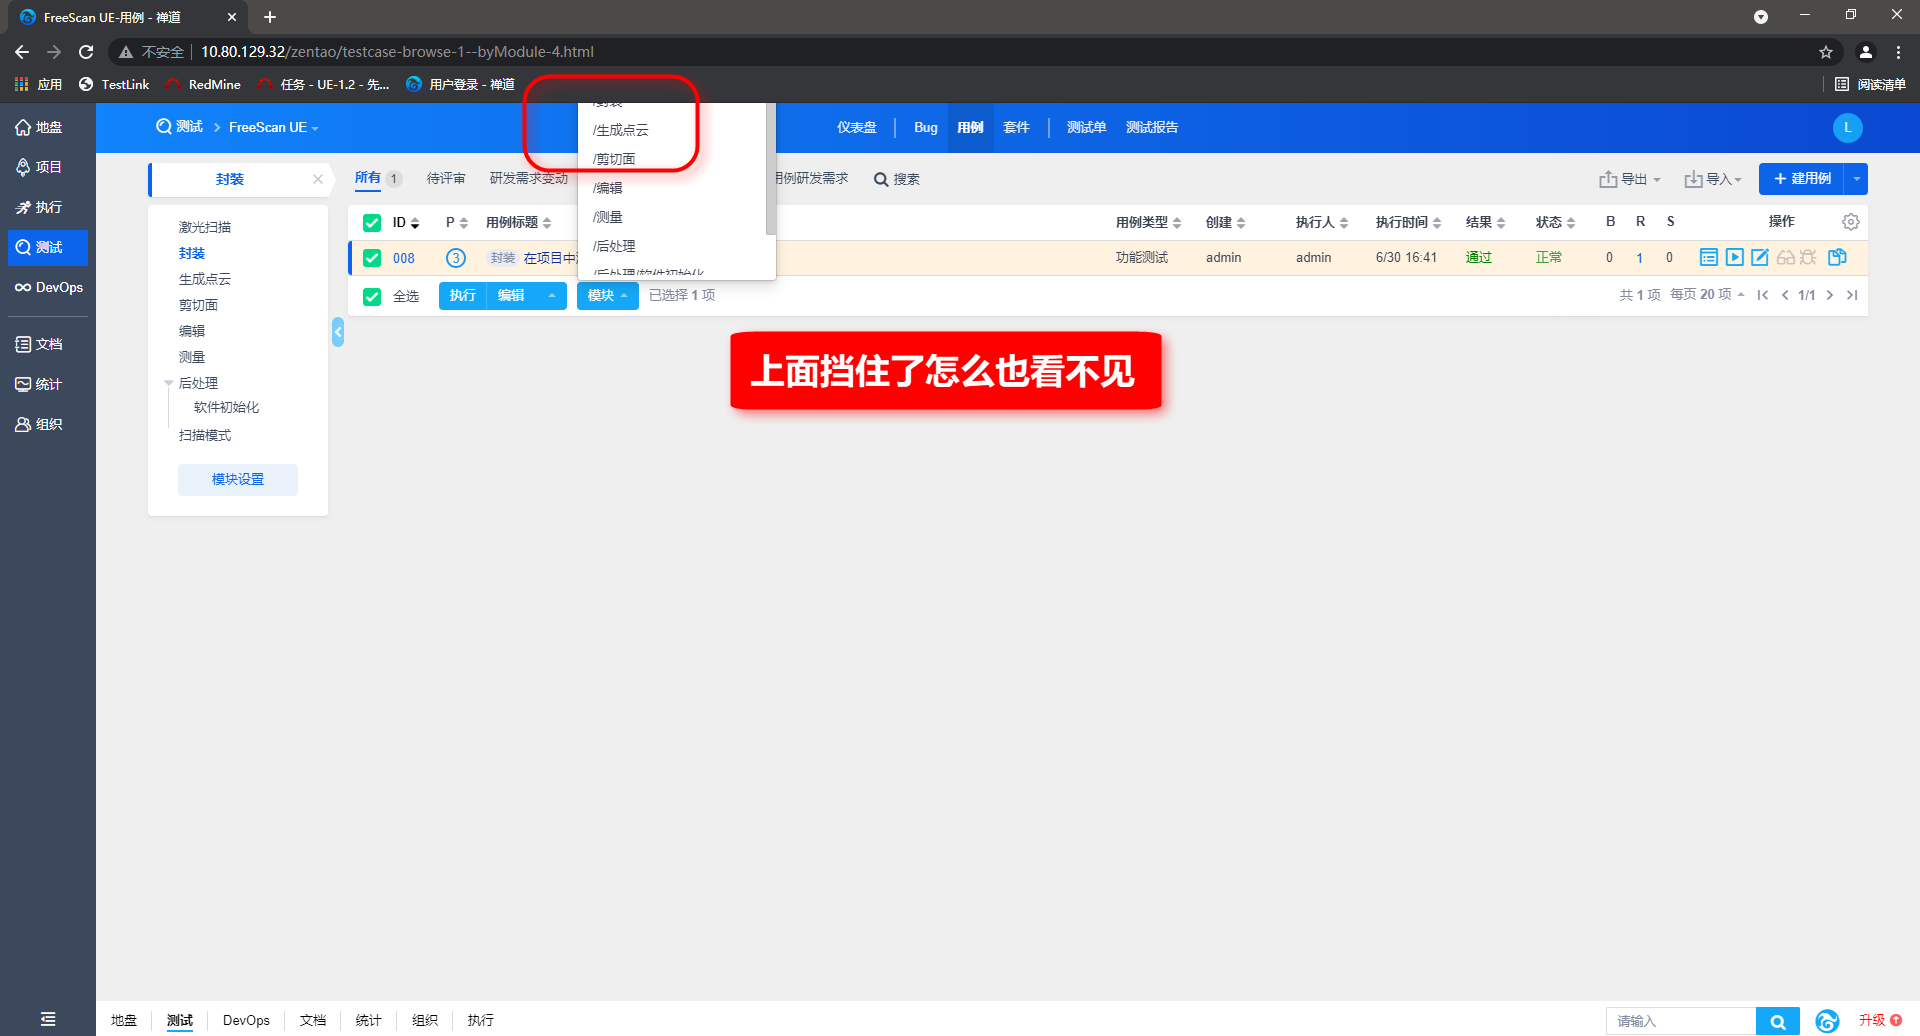 FreeScan UE-用例 - 禅道
不安全
10.80.129.32/zentao/testcase-browse-1--byModule-4.html
应用
TestLink
RedMine
任务 - UE-1.2 - 先...
用户登录 - 禅道
阅读清单
地盘
项目
执行
测试
DevOps
文档
统计
组织
测试
FreeScan UE
仪表盘
Bug
用例
套件
测试单
测试报告
L
/封装
/生成点云
/剪切面
/编辑
/测量
/后处理
/后处理/软件初始化
封装
所有 1
待评审
研发需求变动
用例研发需求
搜索
导出
导入
建用例
激光扫描
封装
生成点云
剪切面
编辑
测量
后处理
软件初始化
扫描模式
模块设置
ID
P
用例标题
用例类型
创建
执行人
执行时间
结果
状态
B
R
S
操作
008
3
封装
在项目中
功能测试
admin
admin
6/30 16:41
通过
正常
0
1
0
全选
执行
编辑
模块
已选择 1 项
共 1 项
每页 20 项
1/1
上面挡住了怎么也看不见
地盘
测试
DevOps
文档
统计
组织
执行
请输入
升级